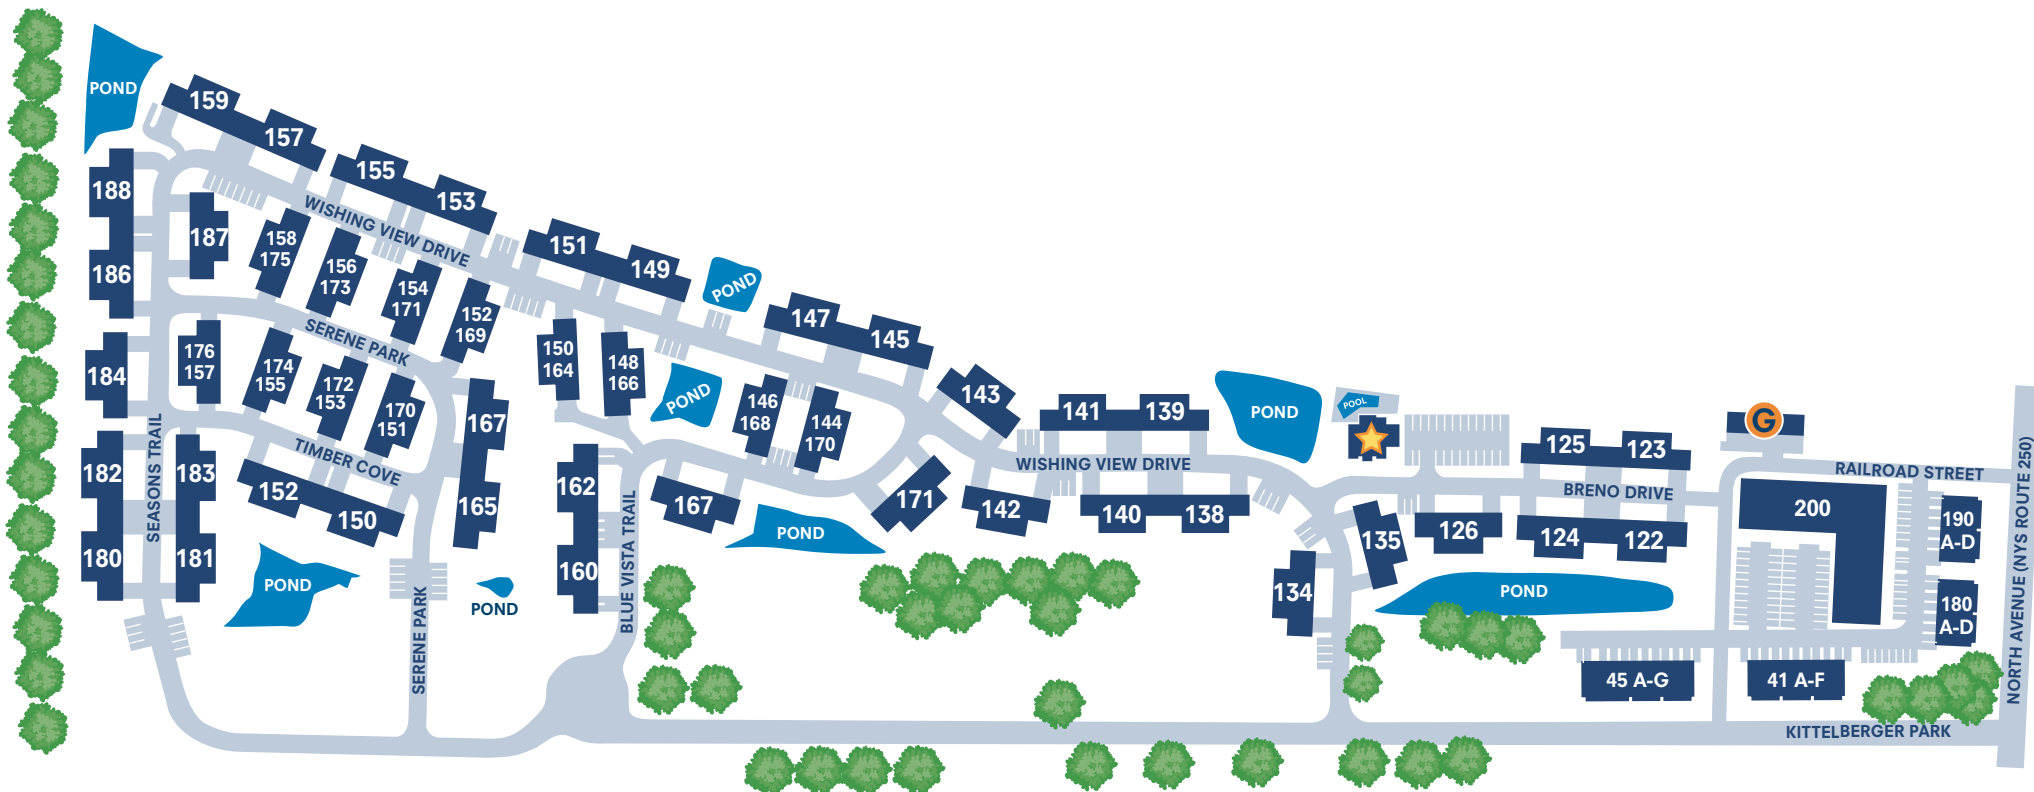 POND
159
157
155
153
188
187
186
WISHING VIEW DRIVE
158
175
156
173
154
171
152
169
151
149
POND
147
145
143
150
164
148
166
POND
146
168
144
170
SERENE PARK
176
157
174
155
172
153
170
151
184
SEASONS TRAIL
182
183
180
181
TIMBER COVE
152
150
167
165
POND
POND
SERENE PARK
162
160
BLUE VISTA TRAIL
167
POND
171
142
141
139
WISHING VIEW DRIVE
140
138
POND
POOL
134
135
125
123
BRENO DRIVE
126
124
122
POND
G
RAILROAD STREET
200
190
A-D
180
A-D
45 A-G
41 A-F
KITTELBERGER PARK
NORTH AVENUE (NYS ROUTE 250)